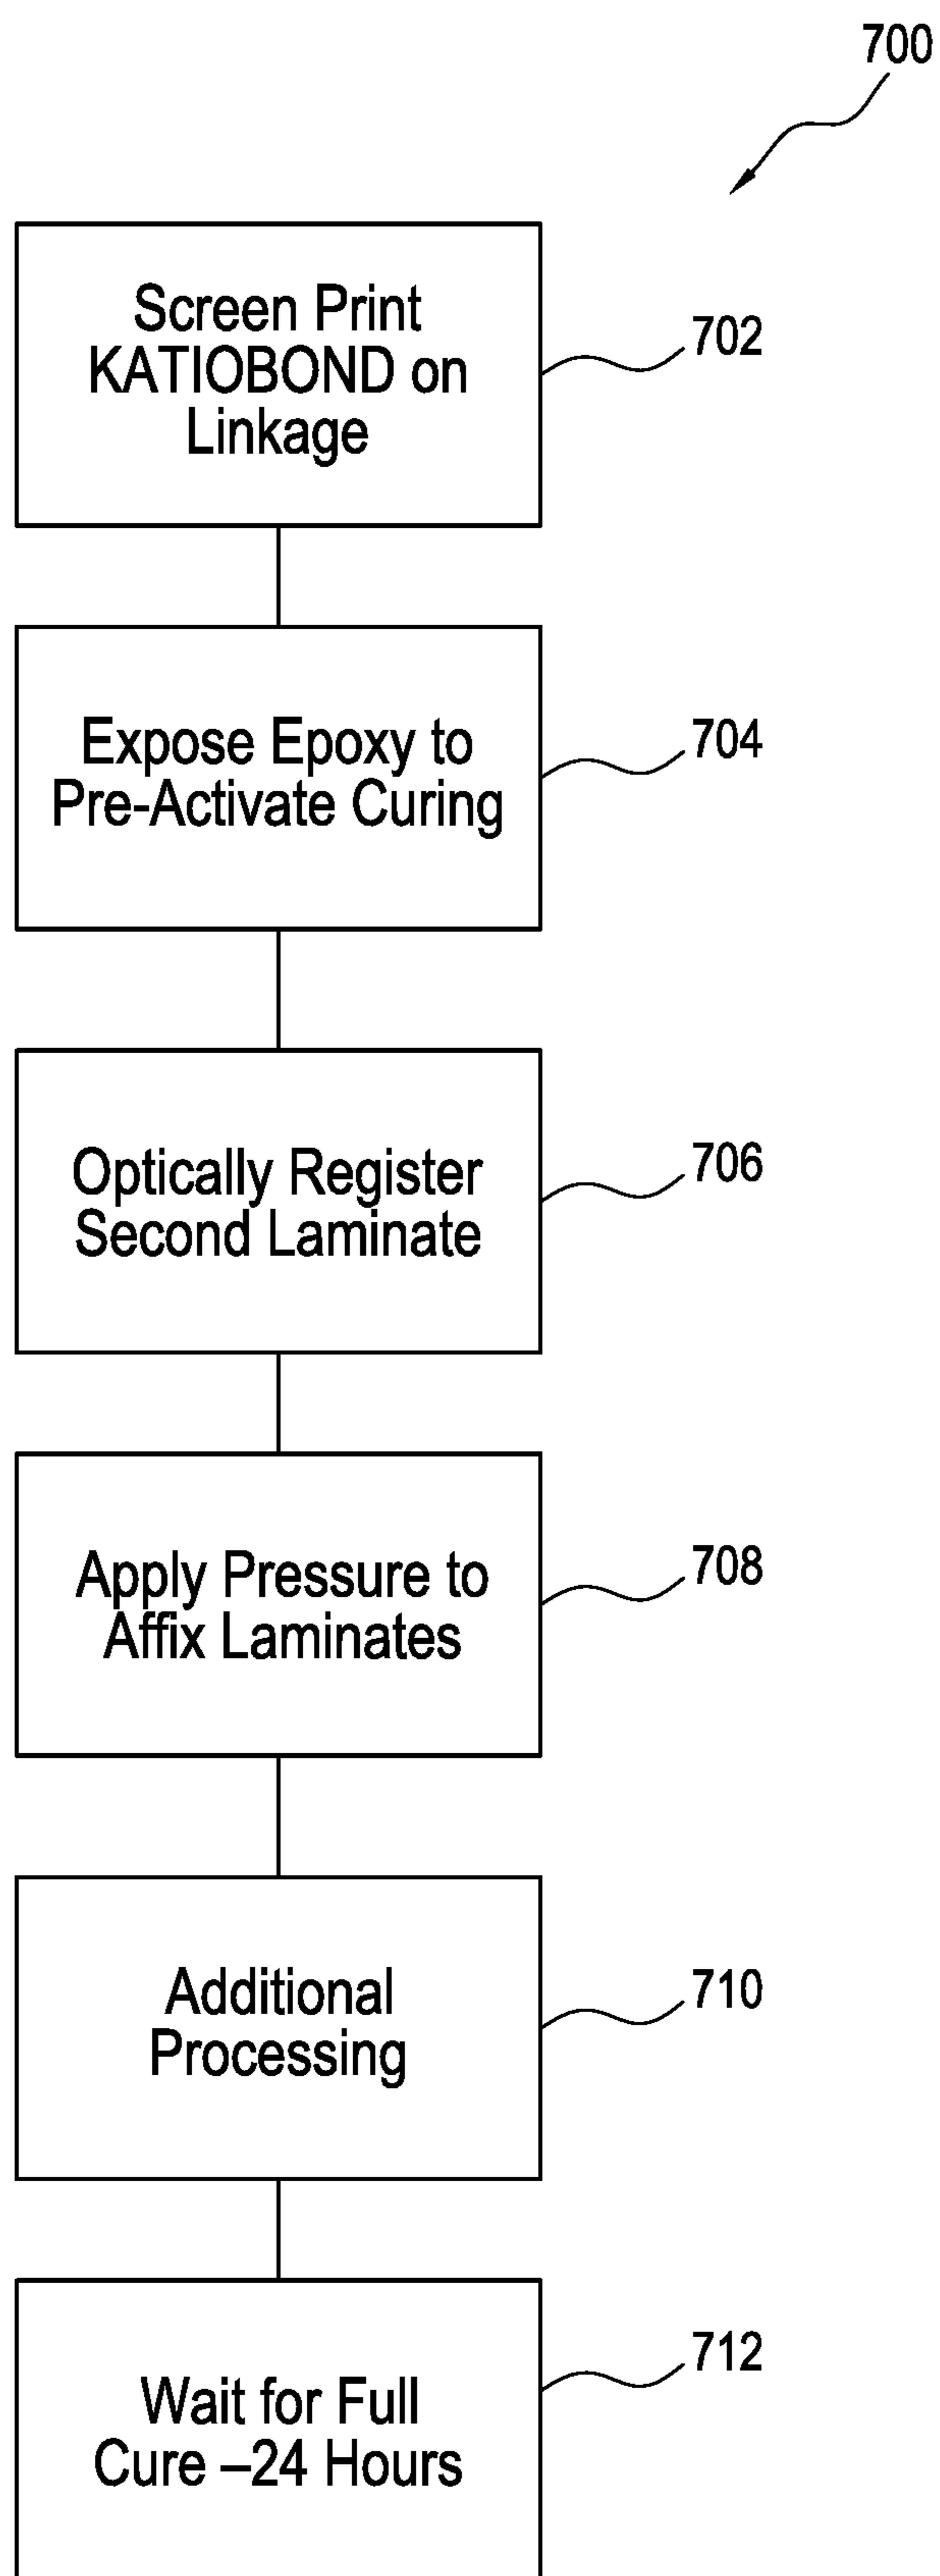 700
Screen Print
KATIOBOND on
Linkage
702
Expose Epoxy to
Pre-Activate Curing
704
Optically Register
Second Laminate
706
Apply Pressure to
Affix Laminates
708
Additional
Processing
710
Wait for Full
Cure –24 Hours
712